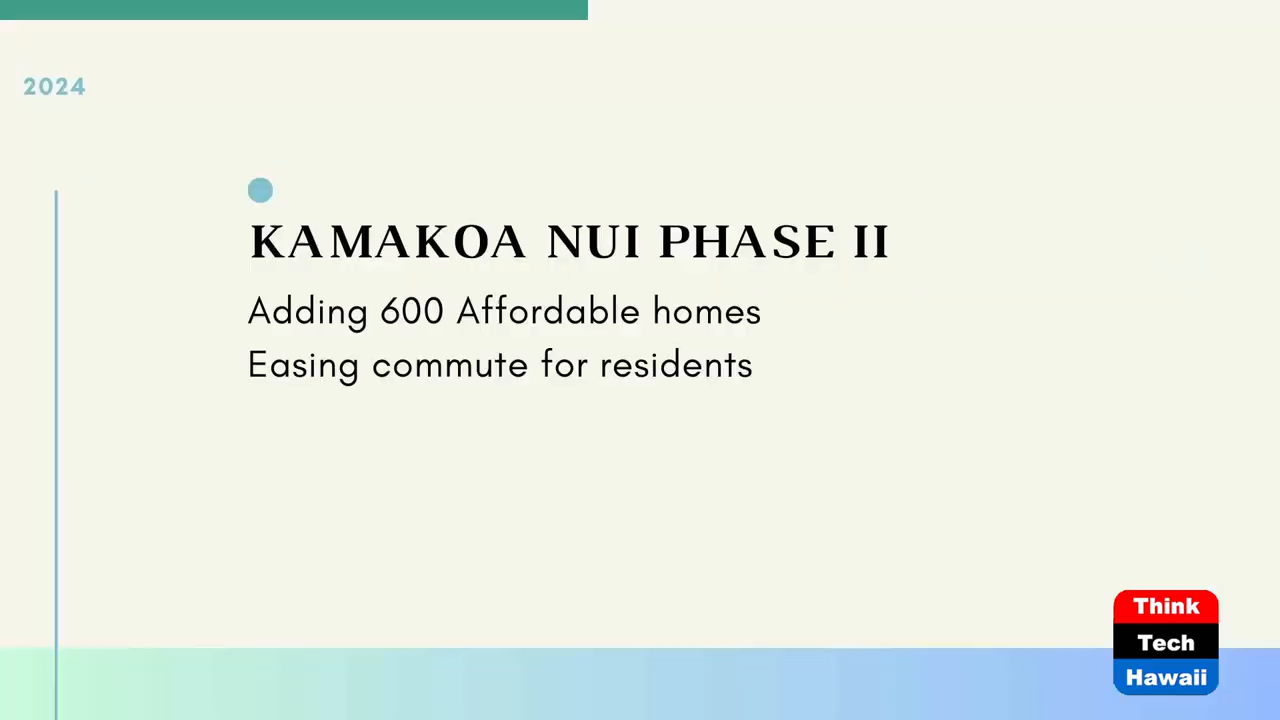 2024
KAMAKOA NUI PHASE II
Adding 600 Affordable homes
Easing commute for residents
Think
Tech
Hawaii